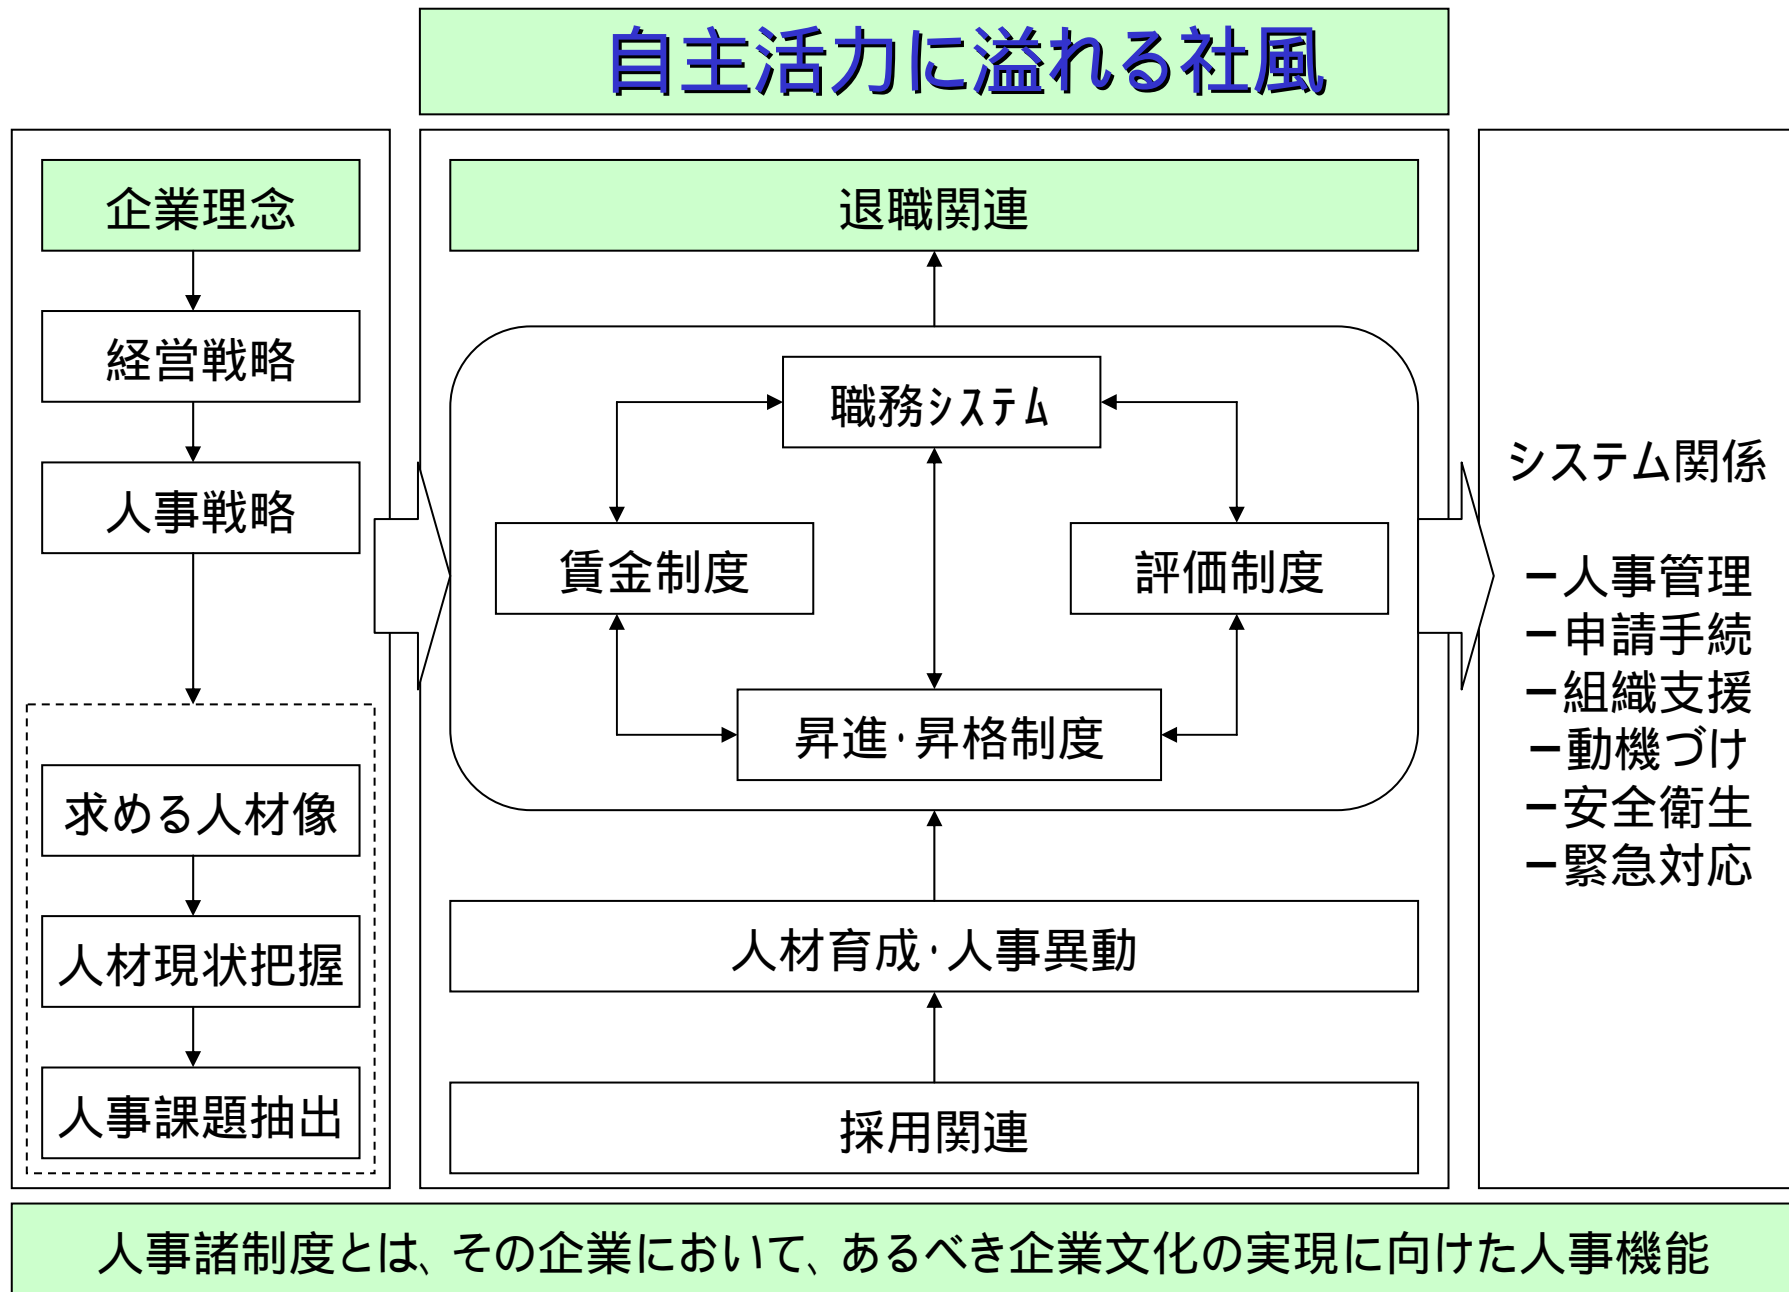 自主活力に溢れる社風
企業理念
経営戦略
人事戦略
求める人材像
人材現状把握
人事課題抽出
退職関連
職務ｼｽﾃﾑ
賃金制度
評価制度
昇進･昇格制度
人材育成･人事異動
採用関連
システム関係
－人事管理
－申請手続
－組織支援
－動機づけ
－安全衛生
－緊急対応
人事諸制度とは、その企業において、あるべき企業文化の実現に向けた人事機能